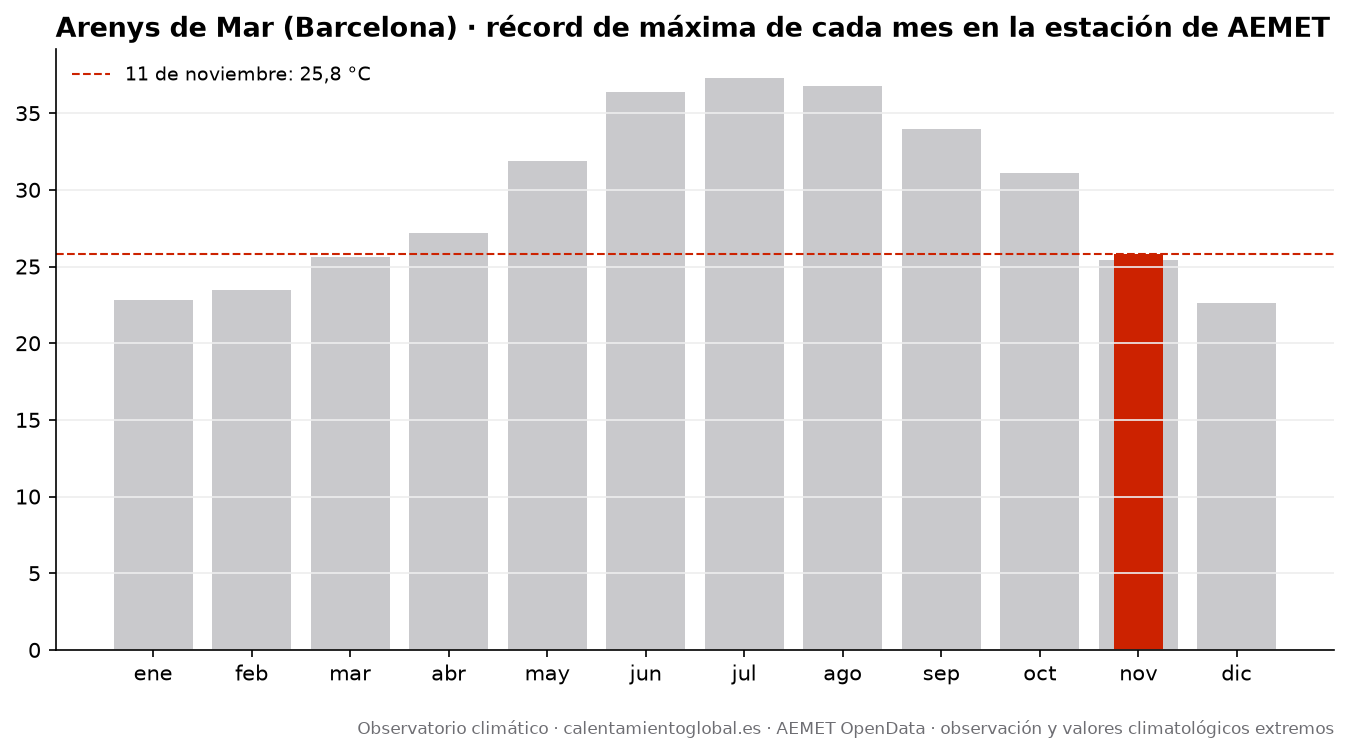 Arenys de Mar (Barcelona) · récord de máxima de cada mes en la estación de AEMET
11 de noviembre: 25,8 °C
35
30
25
20
15
10
5
0
ene feb mar abr may jun jul ago sep oct nov dic
Observatorio climático · calentamientoglobal.es · AEMET OpenData · observación y valores climatológicos extremos